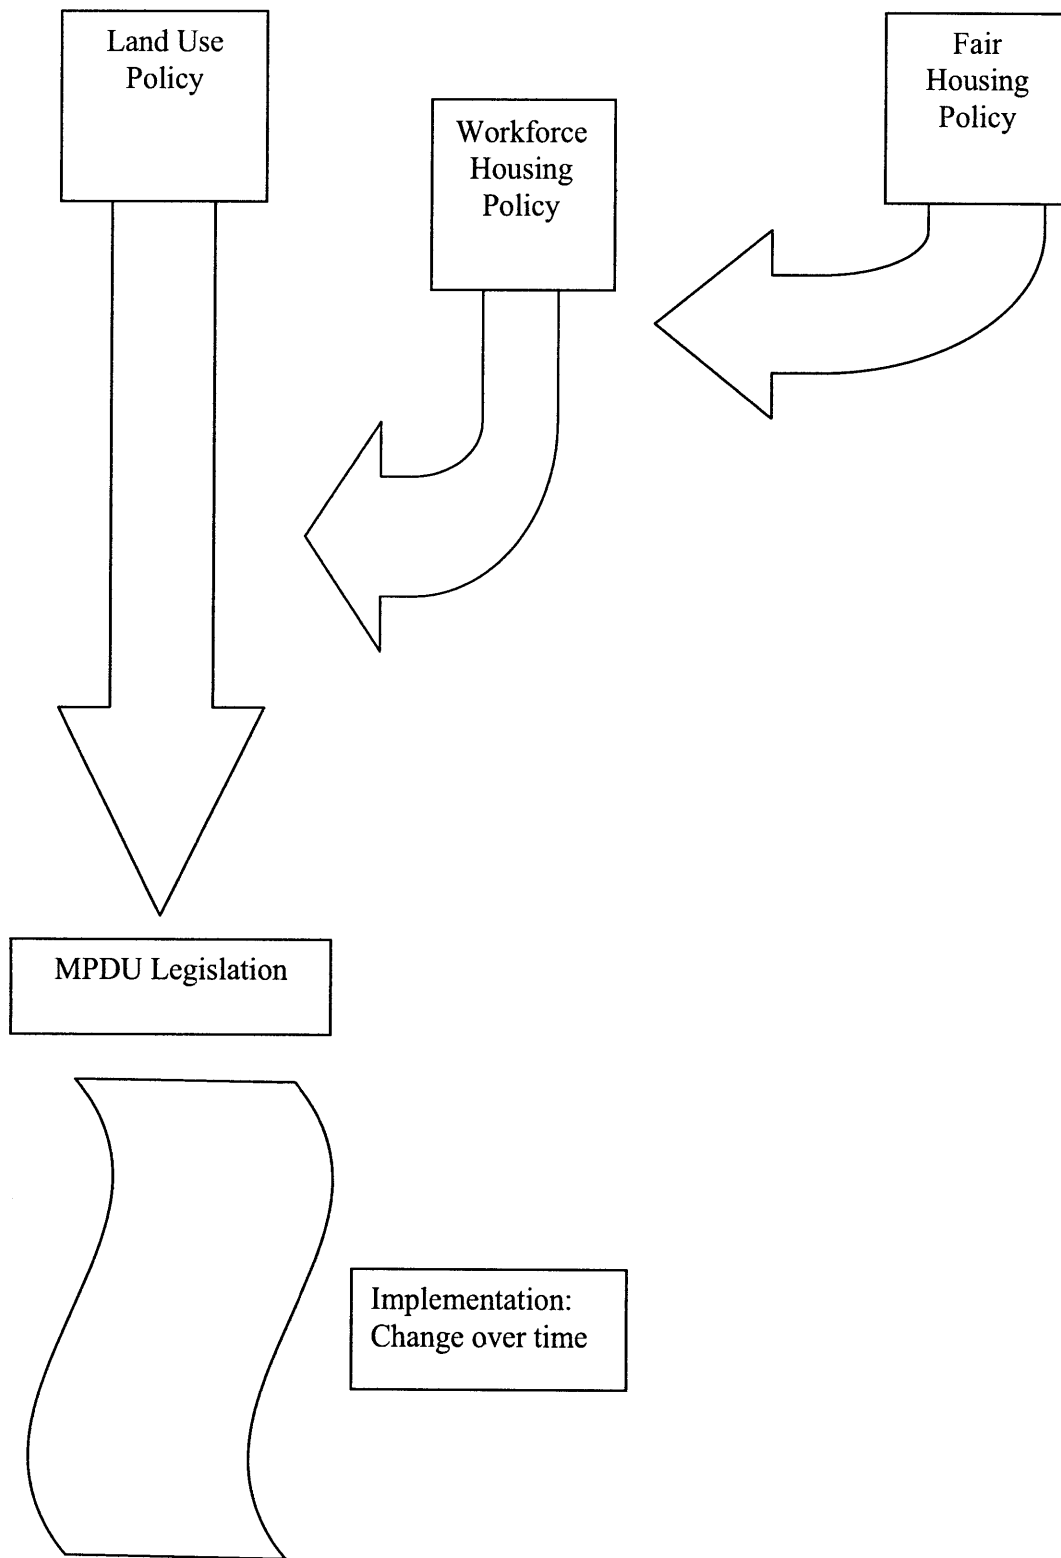 Land Use
Policy
Workforce
Housing
Policy
Fair
Housing
Policy
MPDU Legislation
Implementation:
Change over time